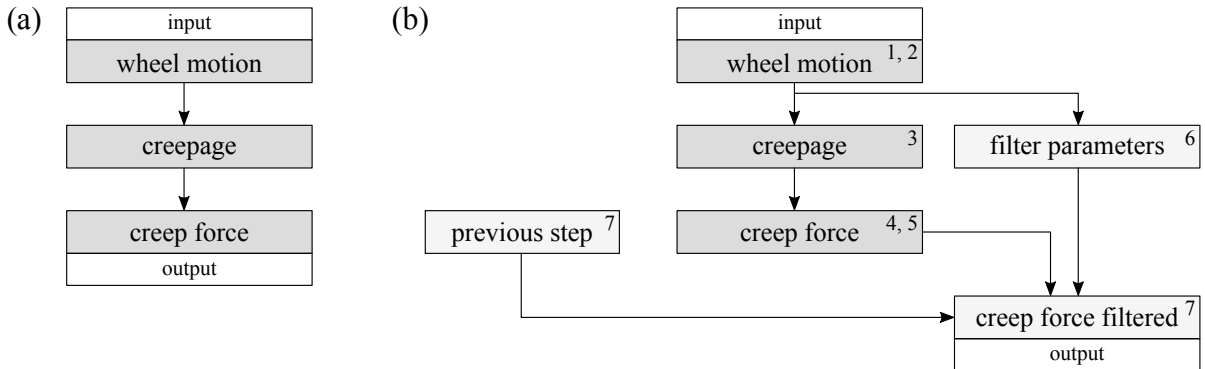 (a)
input
wheel motion
creepage
creep force
output
(b)
input
wheel motion 1, 2
creepage 3
filter parameters 6
previous step 7
creep force 4, 5
creep force filtered 7
output